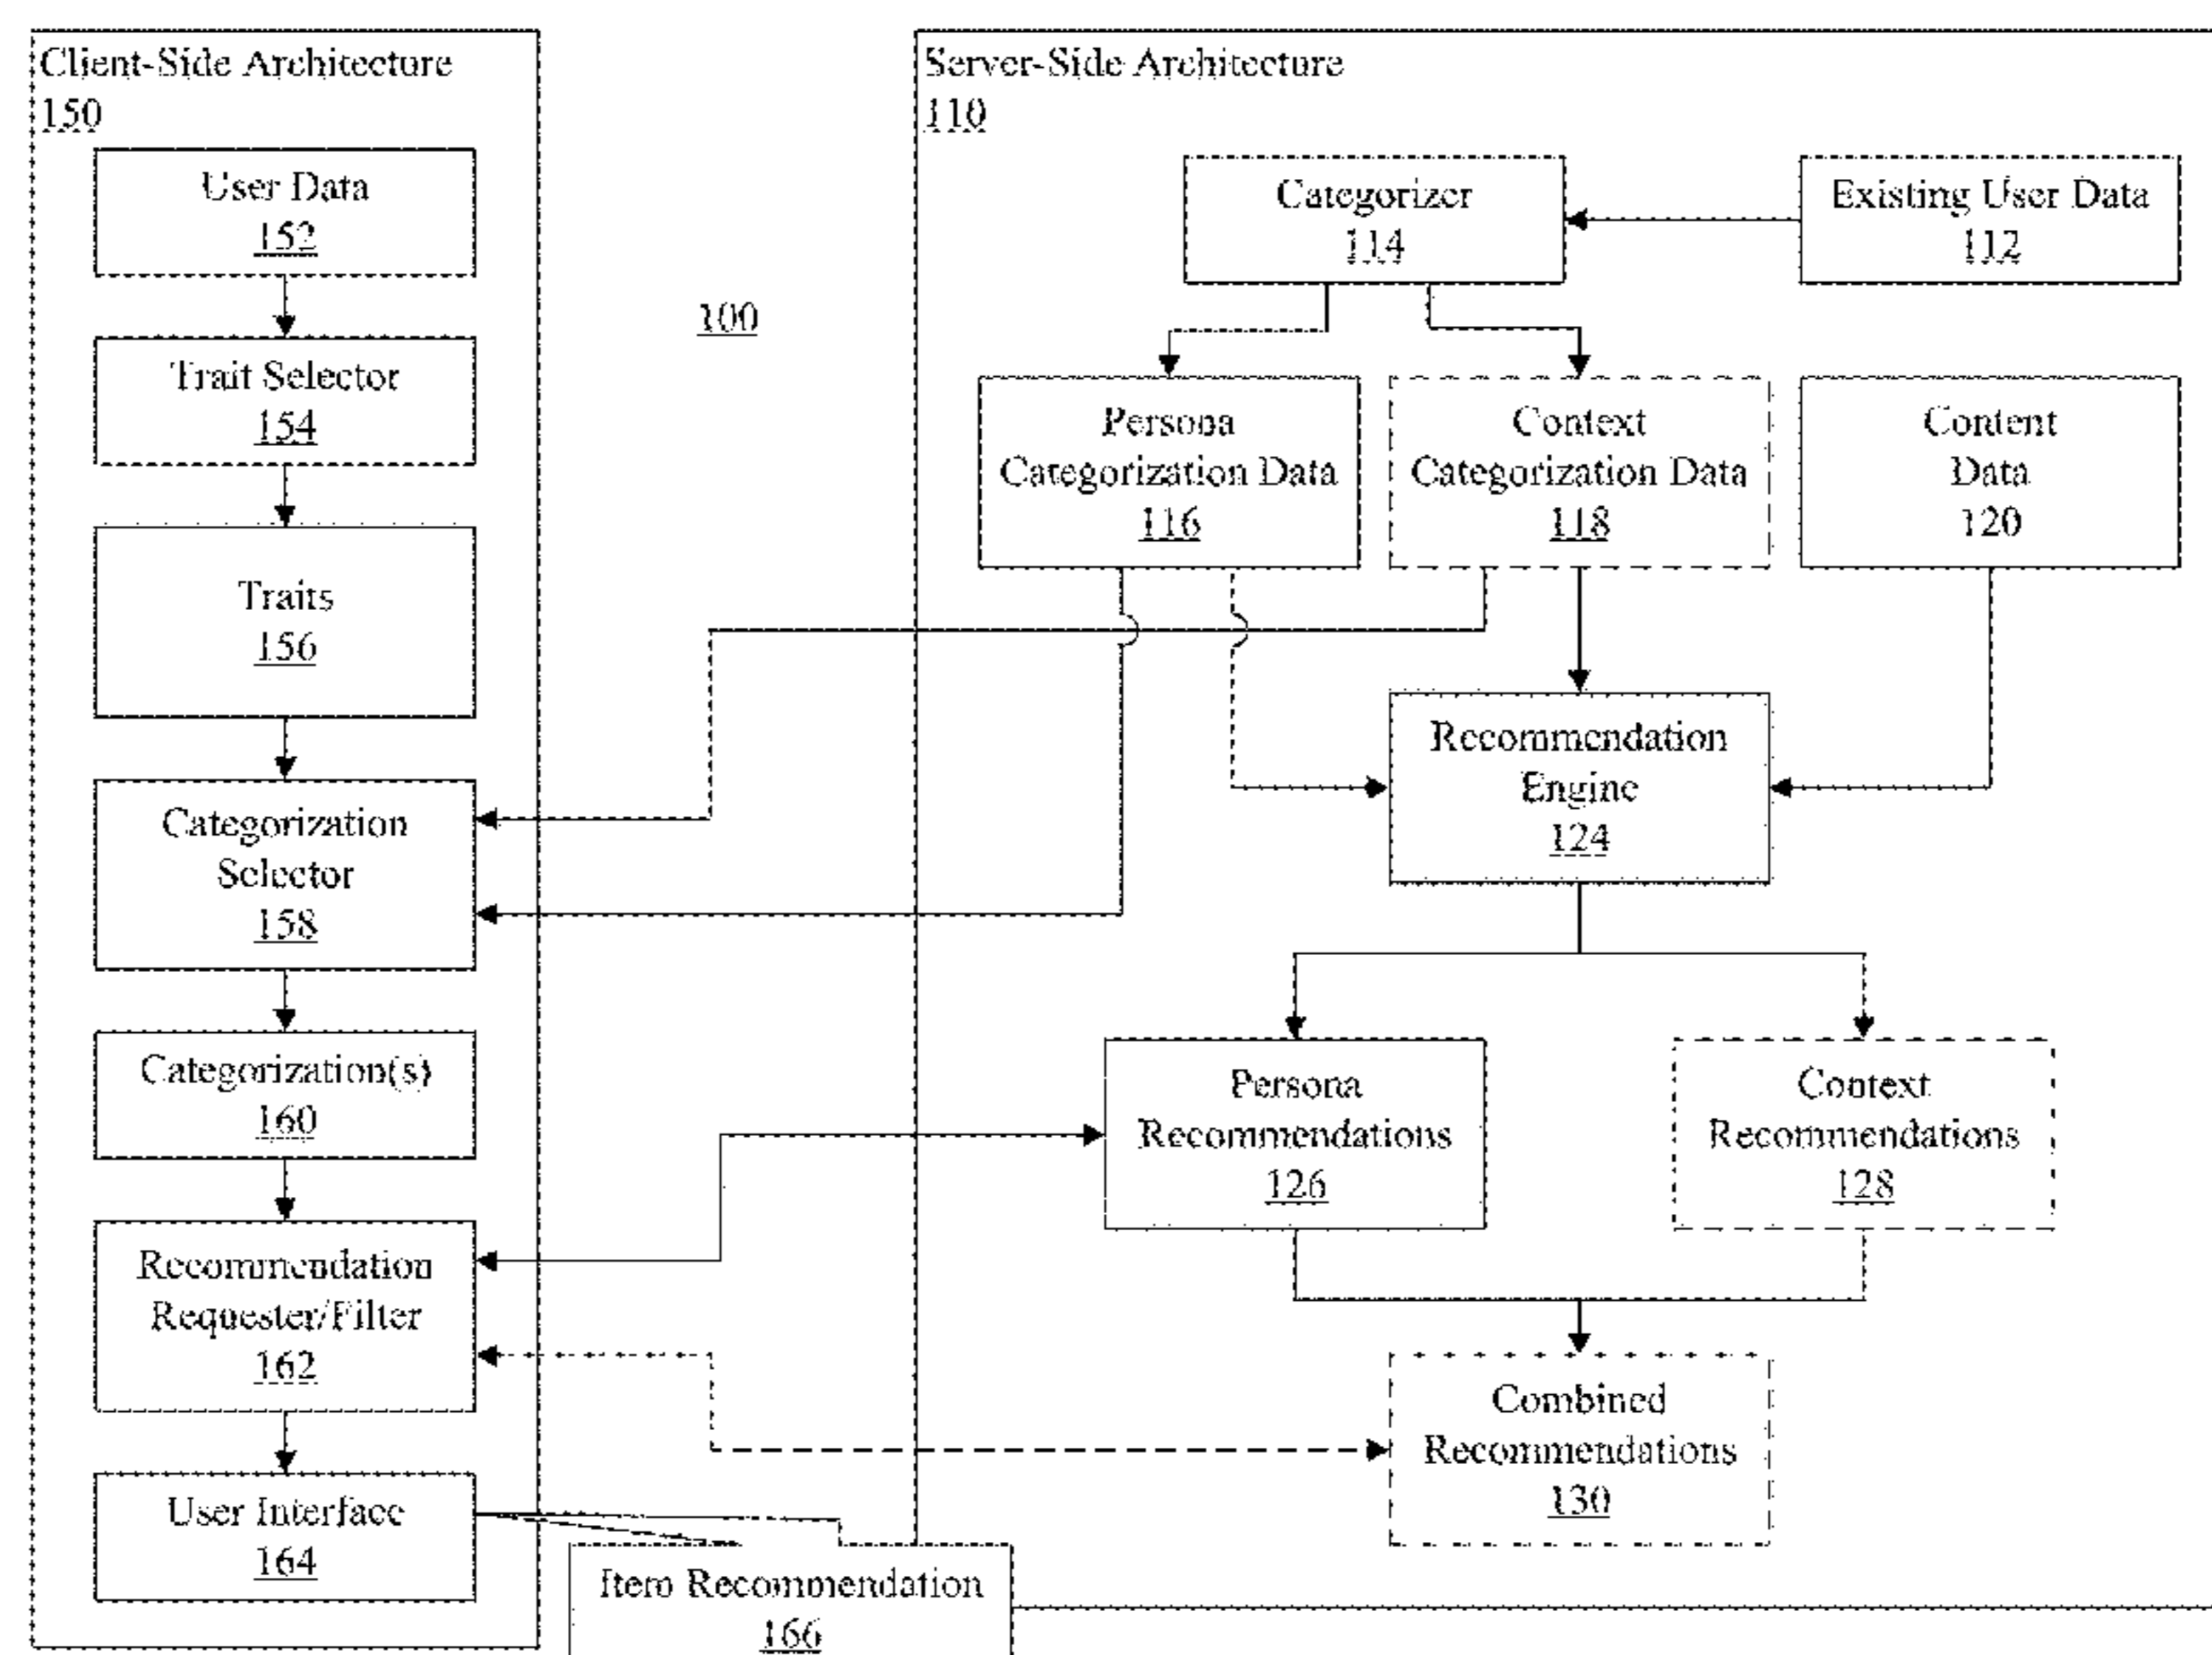 Client-Side Architecture
150
User Data
152
Trait Selector
154
Traits
156
Categorization
Selector
158
Categorization(s)
160
Recommendation
Requester/Filter
162
User Interface
164
100
Server-Side Architecture
110
Categorizer
114
Existing User Data
112
Persona
Categorization Data
116
Context
Categorization Data
118
Content
Data
120
Recommendation
Engine
124
Persona
Recommendations
126
Context
Recommendations
128
Combined
Recommendations
130
Item Recommendation
166